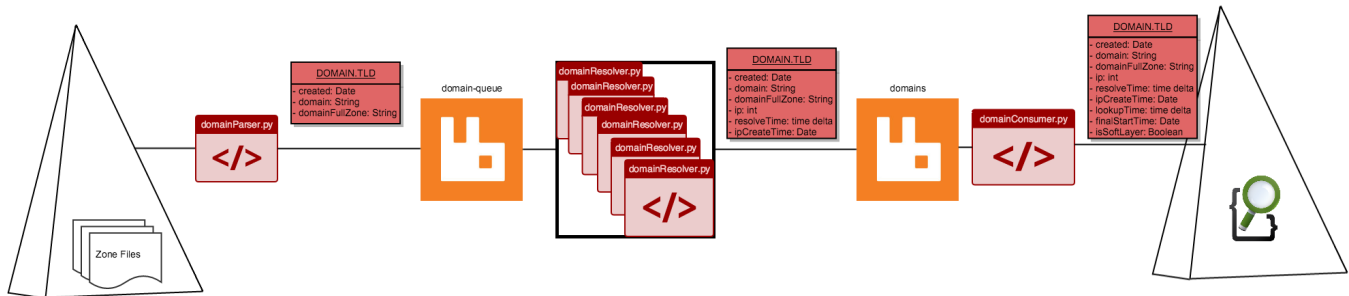 Zone Files
domainParser.py
</>
DOMAIN.TLD
- created: Date
- domain: String
- domainFullZone: String
domain-queue
domainResolver.py
domainResolver.py
domainResolver.py
domainResolver.py
domainResolver.py
domainResolver.py
</>
DOMAIN.TLD
- created: Date
- domain: String
- domainFullZone: String
- ip: int
- resolveTime: time delta
- ipCreateTime: Date
domains
domainConsumer.py
</>
DOMAIN.TLD
- created: Date
- domain: String
- domainFullZone: String
- ip: int
- resolveTime: time delta
- ipCreateTime: Date
- lookupTime: time delta
- finalStartTime: Date
- isSoftLayer: Boolean